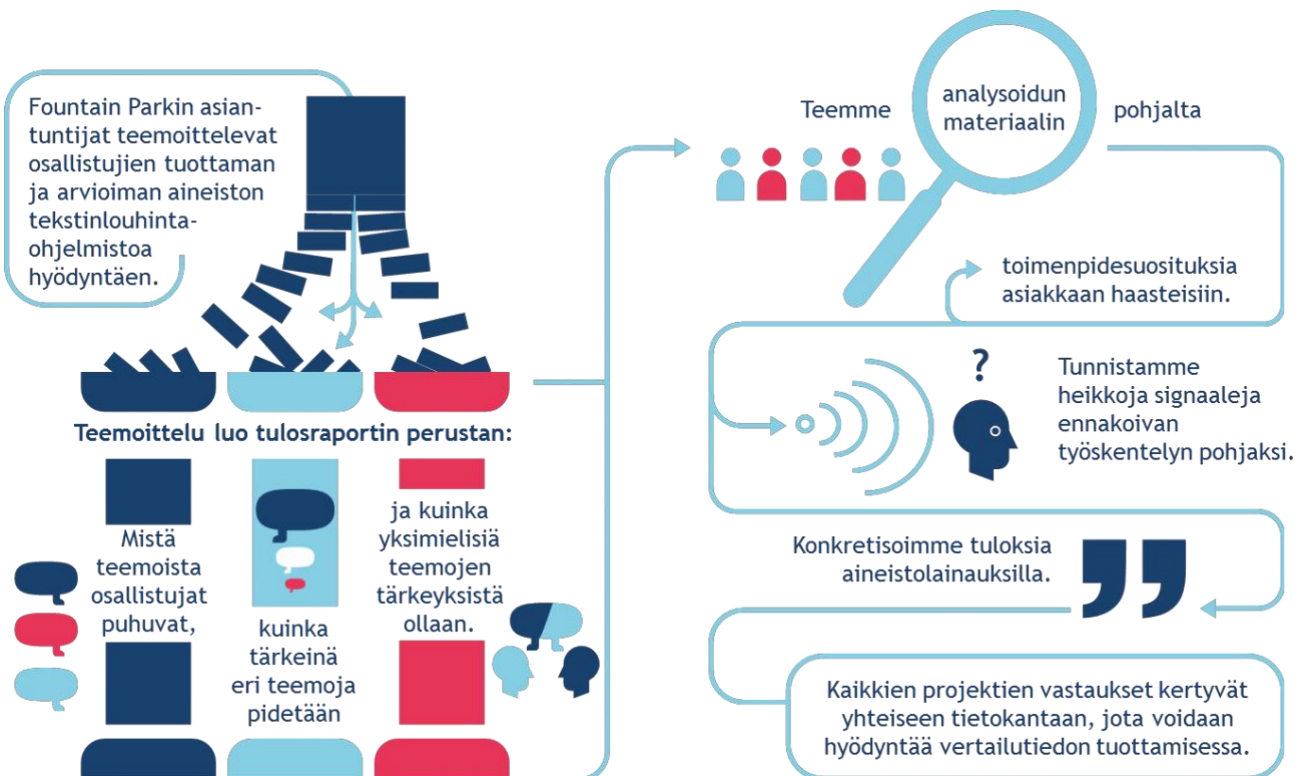 Fountain Parkin asian-
tuntijat teemoittelevat
osallistujien tuottaman
ja arvioiman aineiston
tekstinlouhinta-
ohjelmistoa
hyödyntäen.
Teemoittelu luo tulosraportin perustan:
Mistä
teemoista
osallistujat
puhuvat,
kuinka
tärkeinä
eri teemoja
pidetään
ja kuinka
yksimielisiä
teemojen
tärkeyksistä
ollaan.
Teemme
analysoidun
materiaalin
pohjalta
toimenpidesuosituksia
asiakkaan haasteisiin.
?
Tunnistamme
heikkoja signaaleja
ennakoivan
työskentelyn pohjaksi.
Konkretisoimme tuloksia
aineistolainauksilla.
Kaikkien projektien vastaukset kertyvät
yhteiseen tietokantaan, jota voidaan
hyödyntää vertailutiedon tuottamisessa.